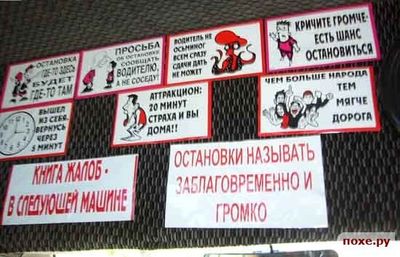 ОСТАНОВКА
ГДЕ-ТО ЗДЕСЬ
БУДЕТ
ГДЕ-ТО ТАМ
ПРОСЬБА
ОБ ОСТАНОВКЕ
СООБЩАТЬ
ВОДИТЕЛЮ,
А НЕ СОСЕДУ!
ВОДИТЕЛЬ НЕ
ОСЬМИНОГ
ВСЕМ СРАЗУ
СДАЧИ ДАТЬ
НЕ МОЖЕТ
КРИЧИТЕ ГРОМЧЕ-
ЕСТЬ ШАНС
ОСТАНОВИТЬСЯ
ВЫШЕЛ
ИЗ СЕБЯ.
ВЕРНУСЬ
ЧЕРЕЗ
5 МИНУТ
АТТРАКЦИОН:
20 МИНУТ
СТРАХА И ВЫ
ДОМА!!
ЧЕМ БОЛЬШЕ НАРОДА
ТЕМ
МЯГЧЕ
ДОРОГА
КНИГА ЖАЛОБ -
В СЛЕДУЮЩЕЙ МАШИНЕ
ОСТАНОВКИ НАЗЫВАТЬ
ЗАБЛАГОВРЕМЕННО И
ГРОМКО
похе.ру